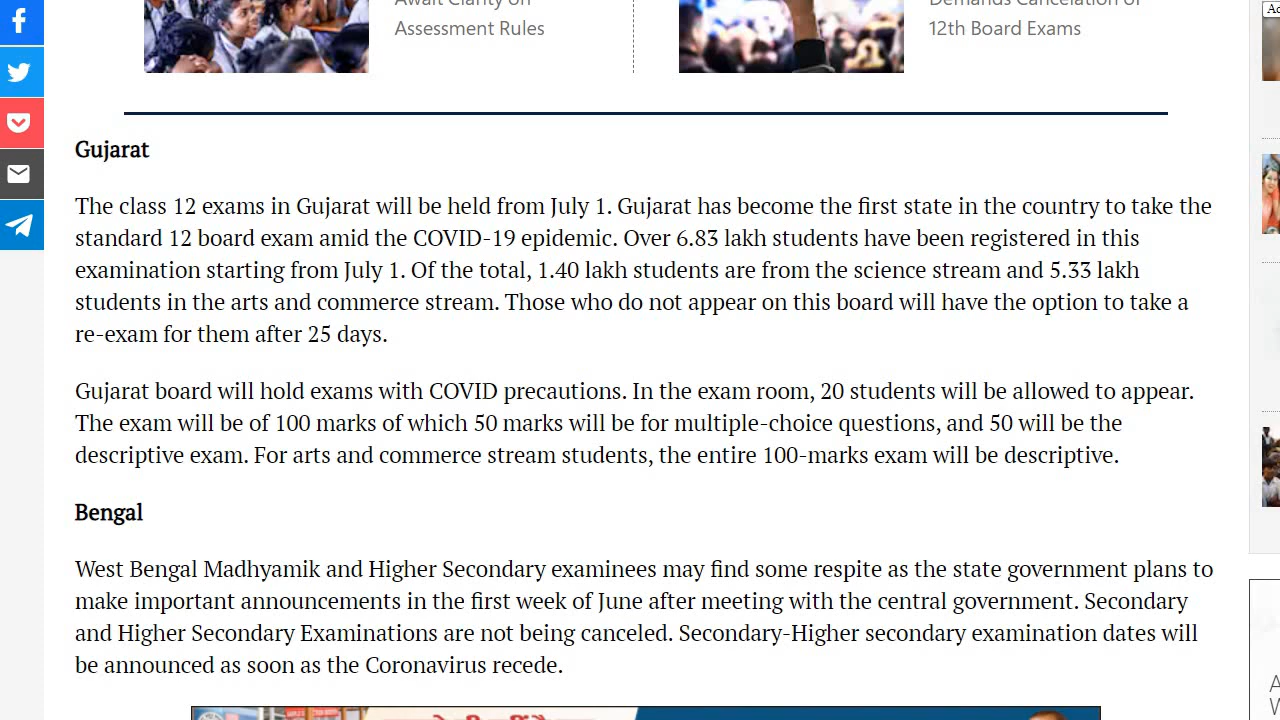 Await Clarity on
Assessment Rules
Demands Cancelation of
12th Board Exams
Gujarat
The class 12 exams in Gujarat will be held from July 1. Gujarat has become the first state in the country to take the
standard 12 board exam amid the COVID-19 epidemic. Over 6.83 lakh students have been registered in this
examination starting from July 1. Of the total, 1.40 lakh students are from the science stream and 5.33 lakh
students in the arts and commerce stream. Those who do not appear on this board will have the option to take a
re-exam for them after 25 days.
Gujarat board will hold exams with COVID precautions. In the exam room, 20 students will be allowed to appear.
The exam will be of 100 marks of which 50 marks will be for multiple-choice questions, and 50 will be the
descriptive exam. For arts and commerce stream students, the entire 100-marks exam will be descriptive.
Bengal
West Bengal Madhyamik and Higher Secondary examinees may find some respite as the state government plans to
make important announcements in the first week of June after meeting with the central government. Secondary
and Higher Secondary Examinations are not being canceled. Secondary-Higher secondary examination dates will
be announced as soon as the Coronavirus recede.